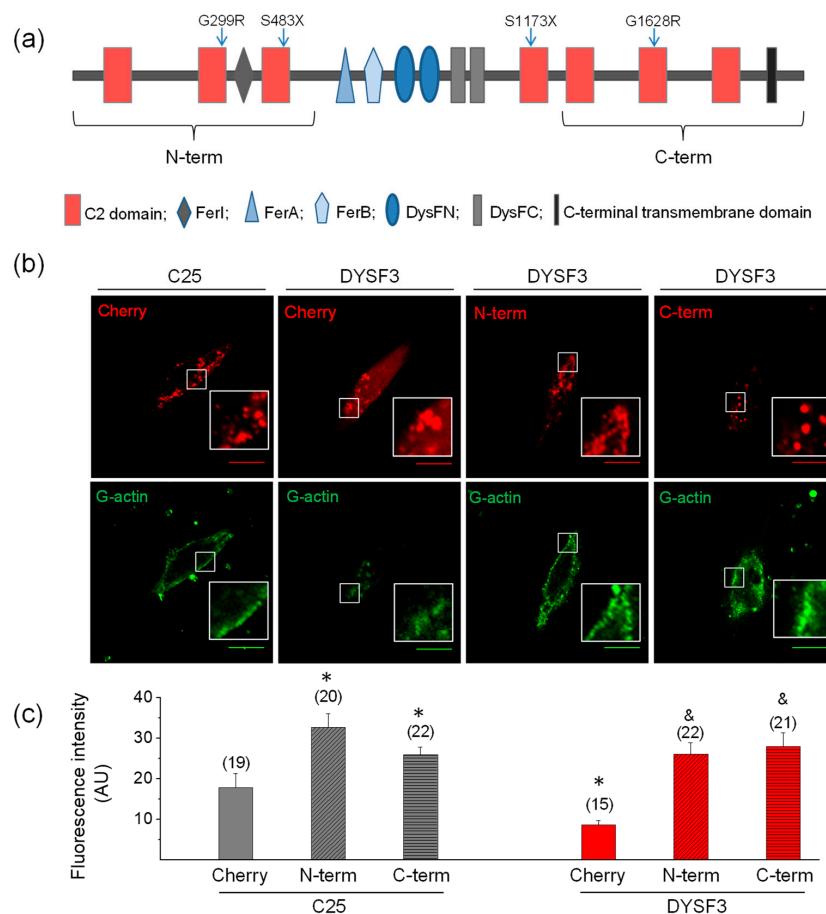 (a)
G299R S483X S1173X G1628R
N-term C-term
C2 domain; FerI; FerA; FerB; DysFN; DysFC; C-terminal transmembrane domain
(b)
C25 DYSF3 DYSF3 DYSF3
Cherry Cherry N-term C-term
G-actin G-actin G-actin G-actin
(c)
Fluorescence intensity
(AU)
40
30
20
10
(19)
*
(20)
*
(22)
*
(15)
&
(22)
&
(21)
Cherry N-term C-term Cherry N-term C-term
C25 DYSF3